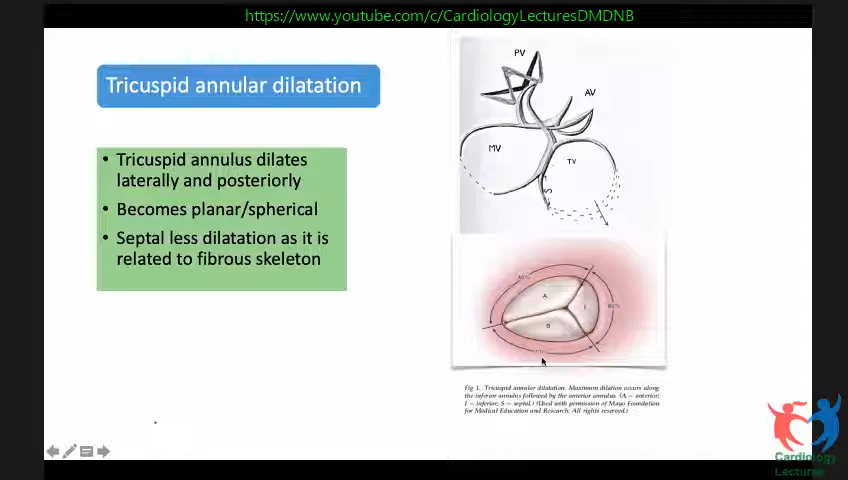 https://www.youtube.com/c/CardiologyLecturesDMDNB
Tricuspid annular dilatation
• Tricuspid annulus dilates
laterally and posteriorly
• Becomes planar/spherical
• Septal less dilatation as it is
related to fibrous skeleton
PV
AV
MV
TV
S
A
S
Fig 1. Tricuspid annular dilatation. Maximum dilation occurs along
the inferior annulus followed by the anterior annulus. (A = anterior;
I = inferior; S = septal.) (Used with permission of Mayo Foundation
for Medical Education and Research. All rights reserved.)
Cardiology
Lectures